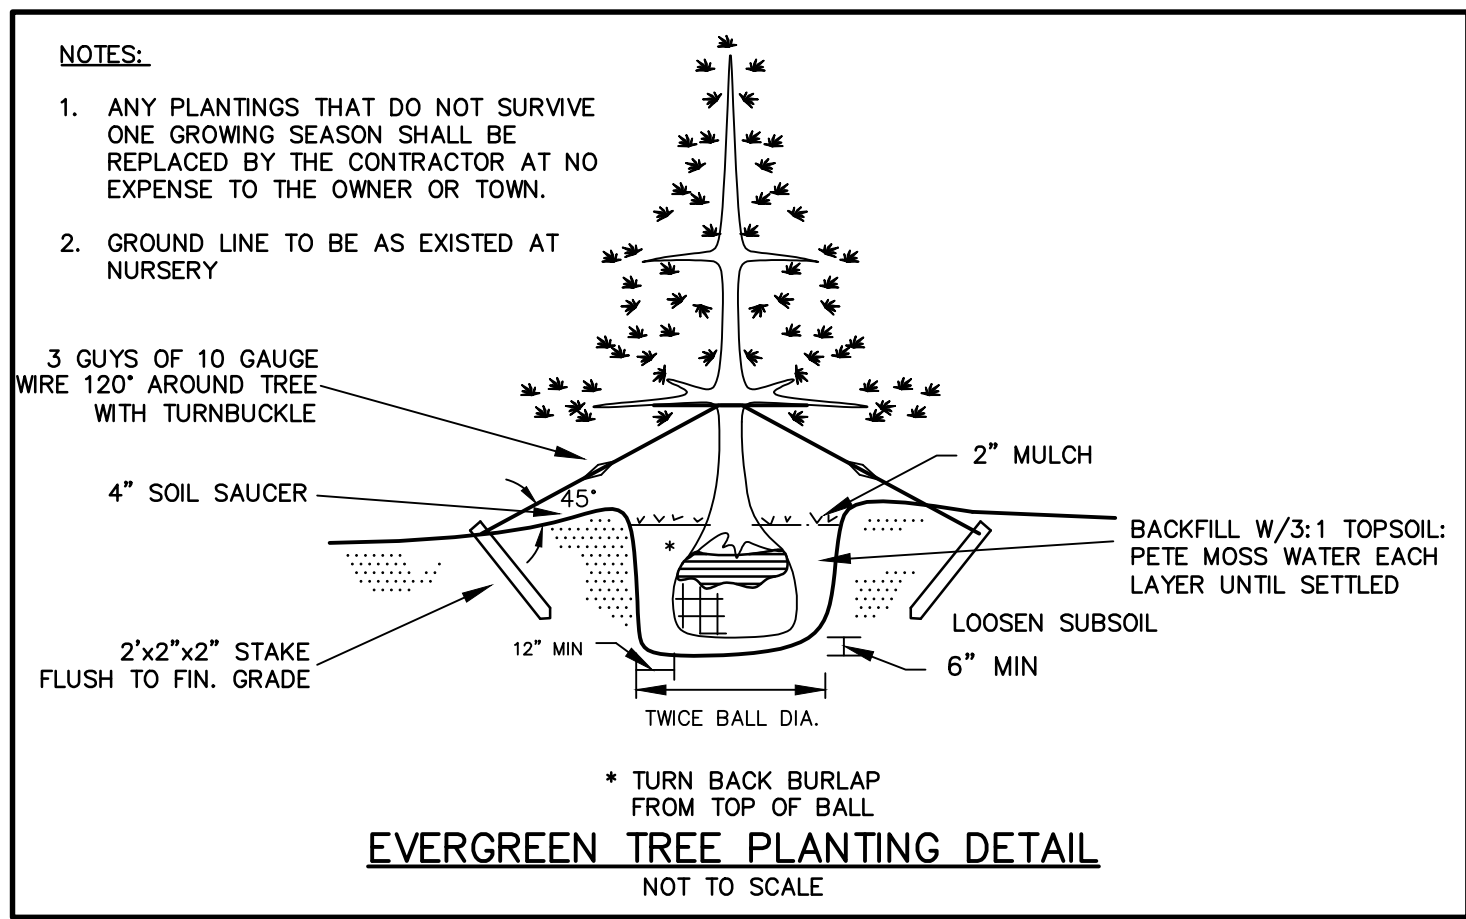 NOTES:
1. ANY PLANTINGS THAT DO NOT SURVIVE
ONE GROWING SEASON SHALL BE
REPLACED BY THE CONTRACTOR AT NO
EXPENSE TO THE OWNER OR TOWN.
2. GROUND LINE TO BE AS EXISTED AT
NURSERY
3 GUYS OF 10 GAUGE
WIRE 120° AROUND TREE
WITH TURNBUCKLE
4" SOIL SAUCER
45°
2" MULCH
*
BACKFILL W/3:1 TOPSOIL:
PETE MOSS WATER EACH
LAYER UNTIL SETTLED
LOOSEN SUBSOIL
6" MIN
2'x2"x2" STAKE
FLUSH TO FIN. GRADE
12" MIN
TWICE BALL DIA.
* TURN BACK BURLAP
FROM TOP OF BALL
EVERGREEN TREE PLANTING DETAIL
NOT TO SCALE